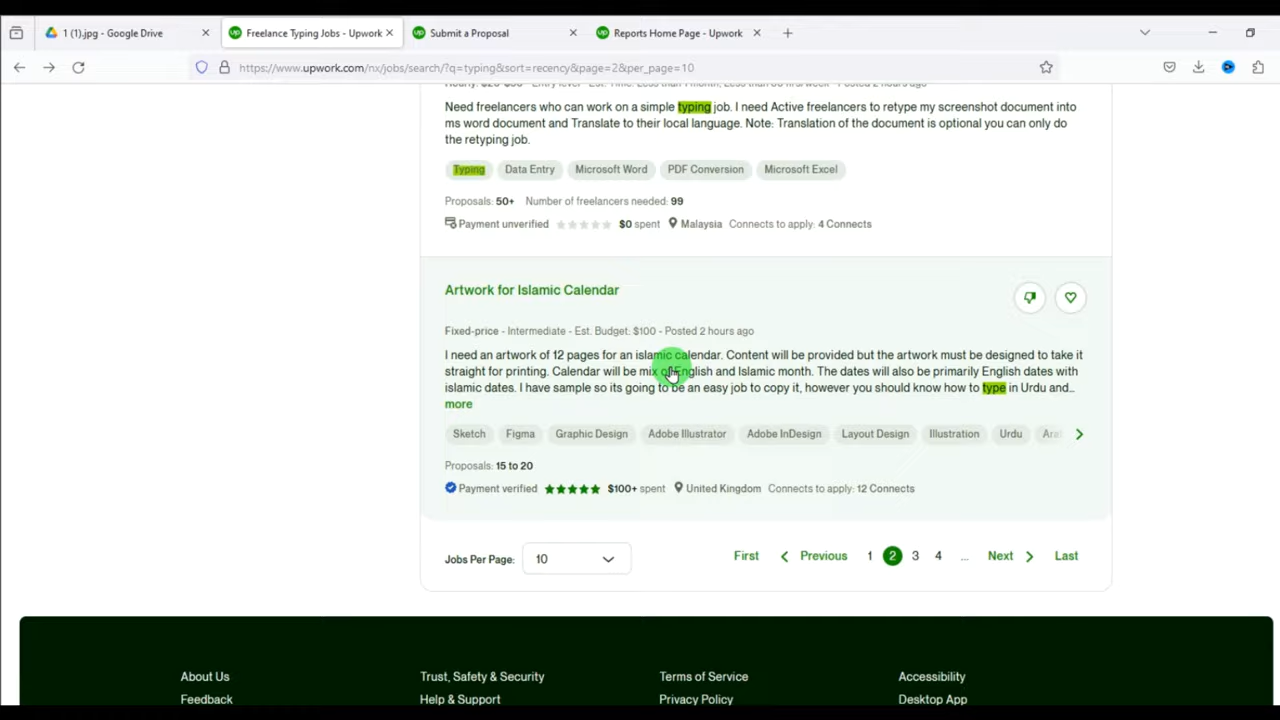 1 (1).jpg - Google Drive
Freelance Typing Jobs - Upwork
Submit a Proposal
Reports Home Page - Upwork
https://www.upwork.com/nx/jobs/search/?q=typing&sort=recency&page=2&per_page=10
Need freelancers who can work on a simple typing job. I need Active freelancers to retype my screenshot document into
ms word document and Translate to their local language. Note: Translation of the document is optional you can only do
the retyping job.
Typing Data Entry Microsoft Word PDF Conversion Microsoft Excel
Proposals: 50+ Number of freelancers needed: 99
Payment unverified $0 spent Malaysia Connects to apply: 4 Connects
Artwork for Islamic Calendar
Fixed-price - Intermediate - Est. Budget: $100 - Posted 2 hours ago
I need an artwork of 12 pages for an islamic calendar. Content will be provided but the artwork must be designed to take it
straight for printing. Calendar will be mix of English and Islamic month. The dates will also be primarily English dates with
islamic dates. I have sample so its going to be an easy job to copy it, however you should know how to type in Urdu and...
more
Sketch Figma Graphic Design Adobe Illustrator Adobe InDesign Layout Design Illustration Urdu
Proposals: 15 to 20
Payment verified $100+ spent United Kingdom Connects to apply: 12 Connects
Jobs Per Page: 10 First Previous 1 2 3 4 ... Next Last
About Us Trust, Safety & Security Terms of Service Accessibility
Feedback Help & Support Privacy Policy Desktop App